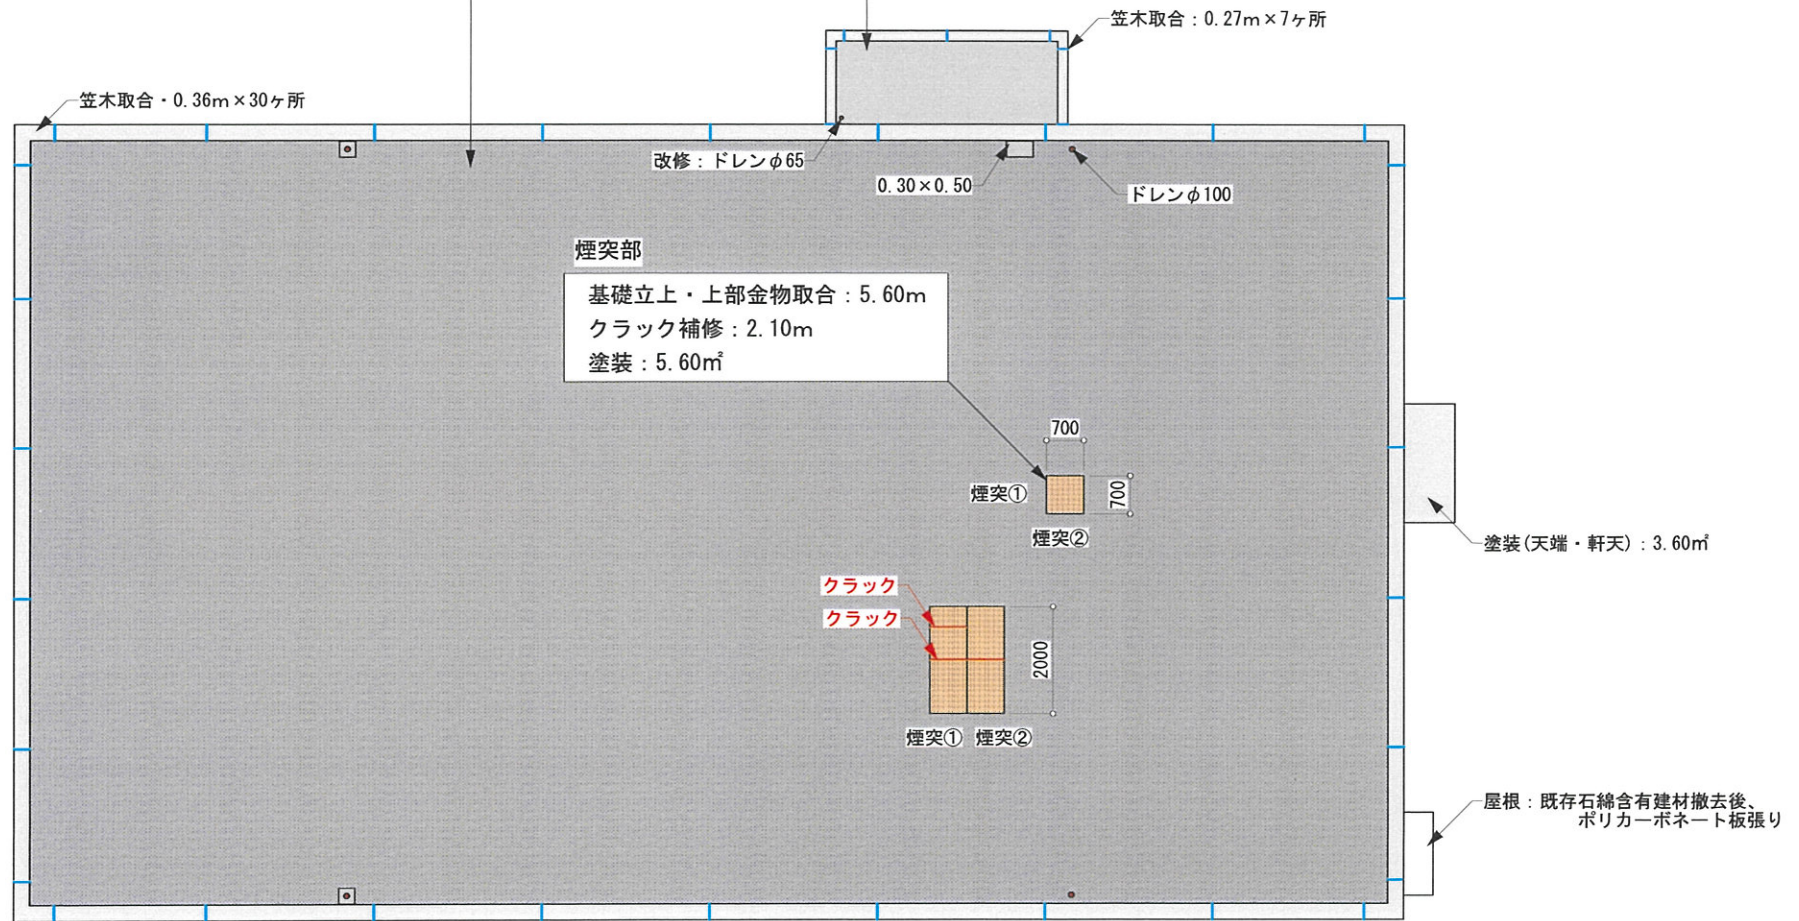 笠木取合：0.27m×7ヶ所
笠木取合・0.36m×30ヶ所
改修：ドレンφ65
0.30×0.50
ドレンφ100
煙突部
基礎立上・上部金物取合：5.60m
クラック補修：2.10m
塗装：5.60㎡
700
煙突①
700
煙突②
塗装(天端・軒天)：3.60㎡
クラック
クラック
2000
煙突①
煙突②
屋根：既存石綿含有建材撤去後、
ポリカーボネート板張り